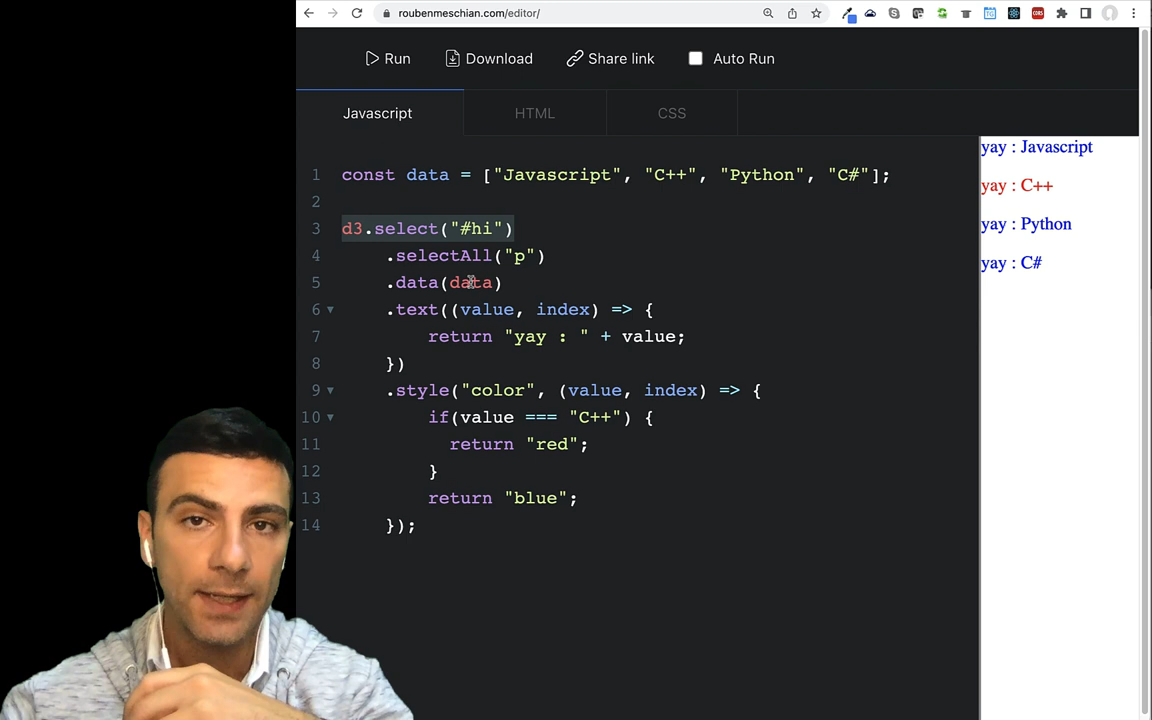 roubenmeschian.com/editor/
Run Download Share link Auto Run
Javascript HTML CSS
1 const data = ["Javascript", "C++", "Python", "C#"];
2
3 d3.select("#hi")
4 .selectAll("p")
5 .data(data)
6 .text((value, index) => {
7 return "yay : " + value;
8 })
9 .style("color", (value, index) => {
10 if(value === "C++") {
11 return "red";
12 }
13 return "blue";
14 });
yay : Javascript
yay : C++
yay : Python
yay : C#